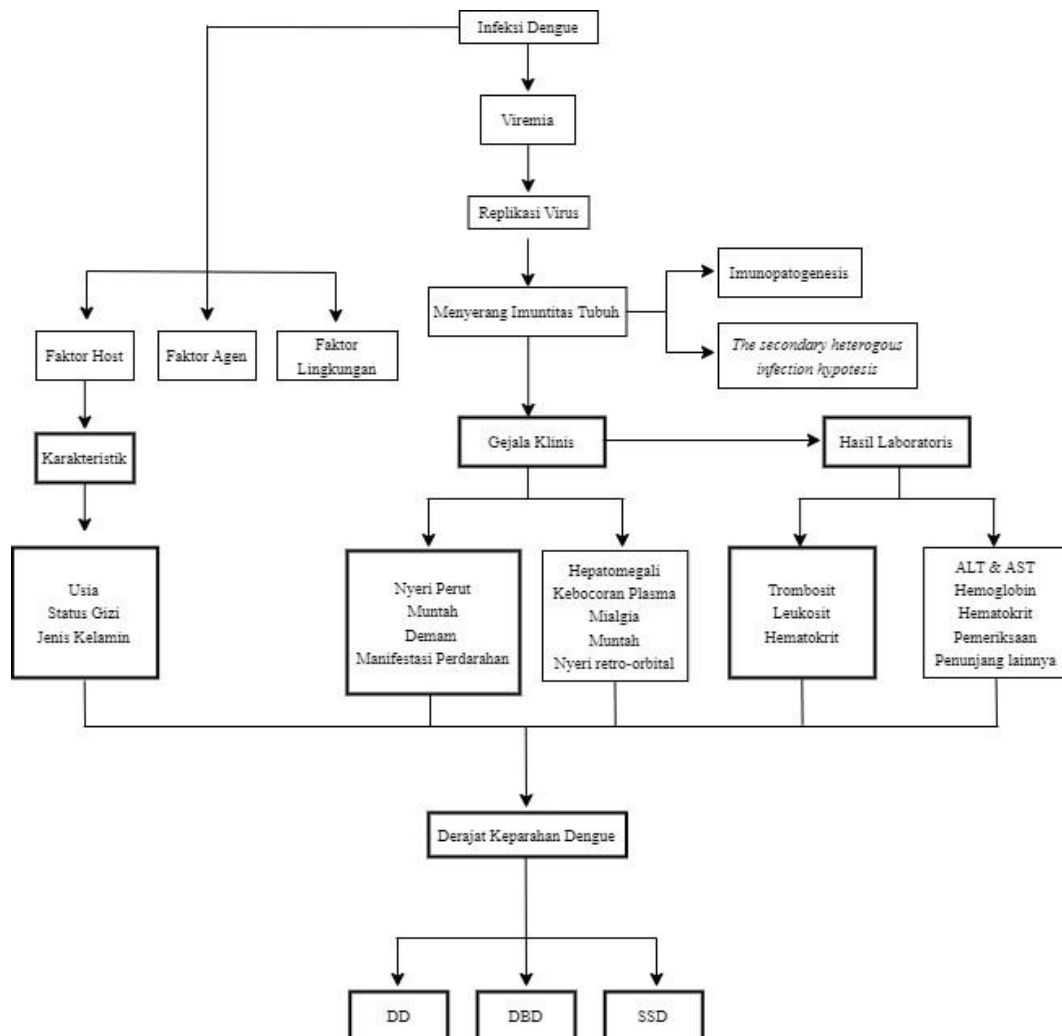 Infeksi Dengue
Viremia
Replikasi Virus
Imunopatogenesis
Menyerang Imuntitas Tubuh
Faktor Host
Faktor Agen
Faktor
Lingkungan
The secondary heterogous
infection hypotesis
Karakteristik
Gejala Klinis
Hasil Laboratoris
Usia
Status Gizi
Jenis Kelamin
Nyeri Perut
Muntah
Demam
Manifestasi Perdarahan
Hepatomegali
Kebocoran Plasma
Mialgia
Muntah
Nyeri retro-orbital
Trombosit
Leukosit
Hematokrit
ALT & AST
Hemoglobin
Hematokrit
Pemeriksaan
Penunjang lainnya
Derajat Keparahan Dengue
DD
DBD
SSD